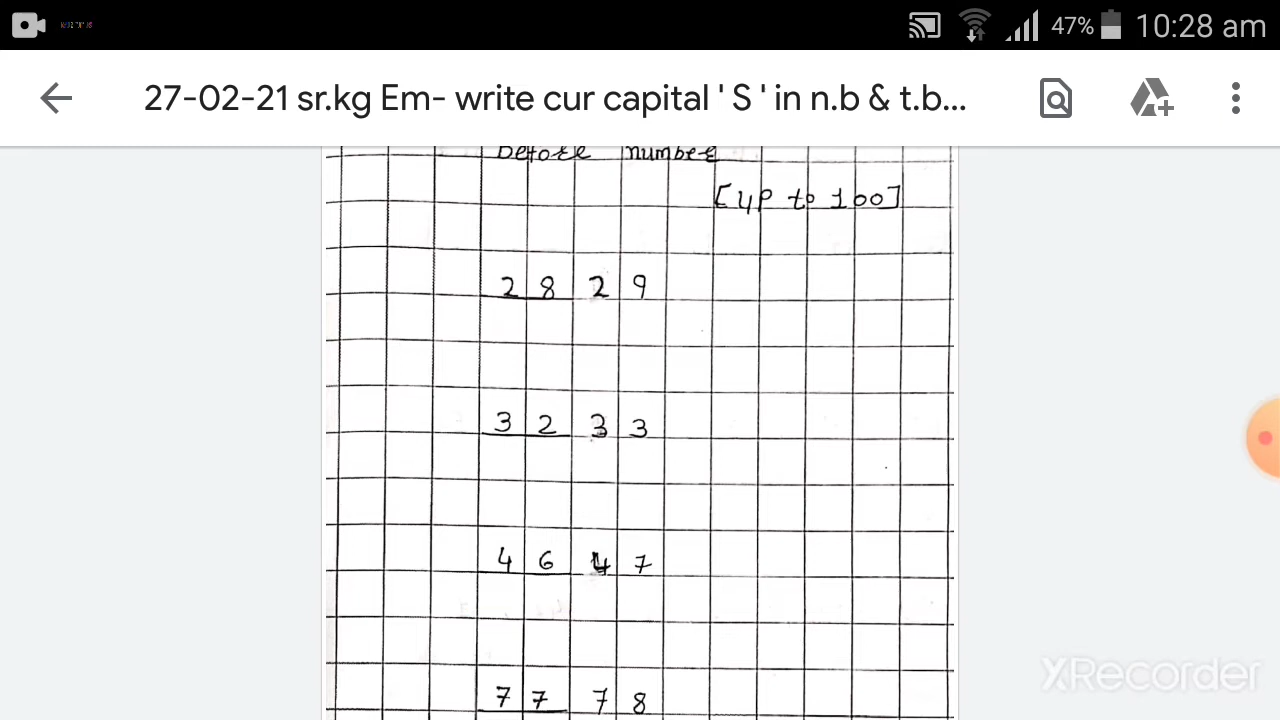 47% 10:28 am
27-02-21 sr.kg Em- write cur capital ' S ' in n.b & t.b...
before number
[up to 100]
28 29
32 33
46 47
77 78
XRecorder